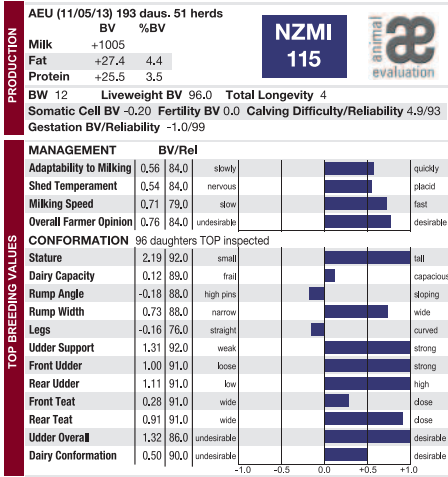 PRODUCTION
AEU (11/05/13) 193 daus. 51 herds
BV %BV
Milk +1005
Fat +27.4 4.4
Protein +25.5 3.5
NZMI
115
animal
evaluation
æ
BW 12 Liveweight BV 96.0 Total Longevity 4
Somatic Cell BV -0.20 Fertility BV 0.0 Calving Difficulty/Reliability 4.9/93
Gestation BV/Reliability -1.0/99
TOP BREEDING VALUES
MANAGEMENT BV/Rel
Adaptability to Milking 0.56 84.0 slowly quickly
Shed Temperament 0.54 84.0 nervous placid
Milking Speed 0.71 79.0 slow fast
Overall Farmer Opinion 0.76 84.0 undesirable desirable
CONFORMATION 96 daughters TOP inspected
Stature 2.19 92.0 small tall
Dairy Capacity 0.12 89.0 frail capacious
Rump Angle -0.18 88.0 high pins sloping
Rump Width 0.73 88.0 narrow wide
Legs -0.16 76.0 straight curved
Udder Support 1.31 92.0 weak strong
Front Udder 1.00 91.0 loose strong
Rear Udder 1.11 91.0 low high
Front Teat 0.28 91.0 wide close
Rear Teat 0.91 91.0 wide close
Udder Overall 1.32 86.0 undesirable desirable
Dairy Conformation 0.50 90.0 undesirable desirable
-1.0 -0.5 0.0 +0.5 +1.0